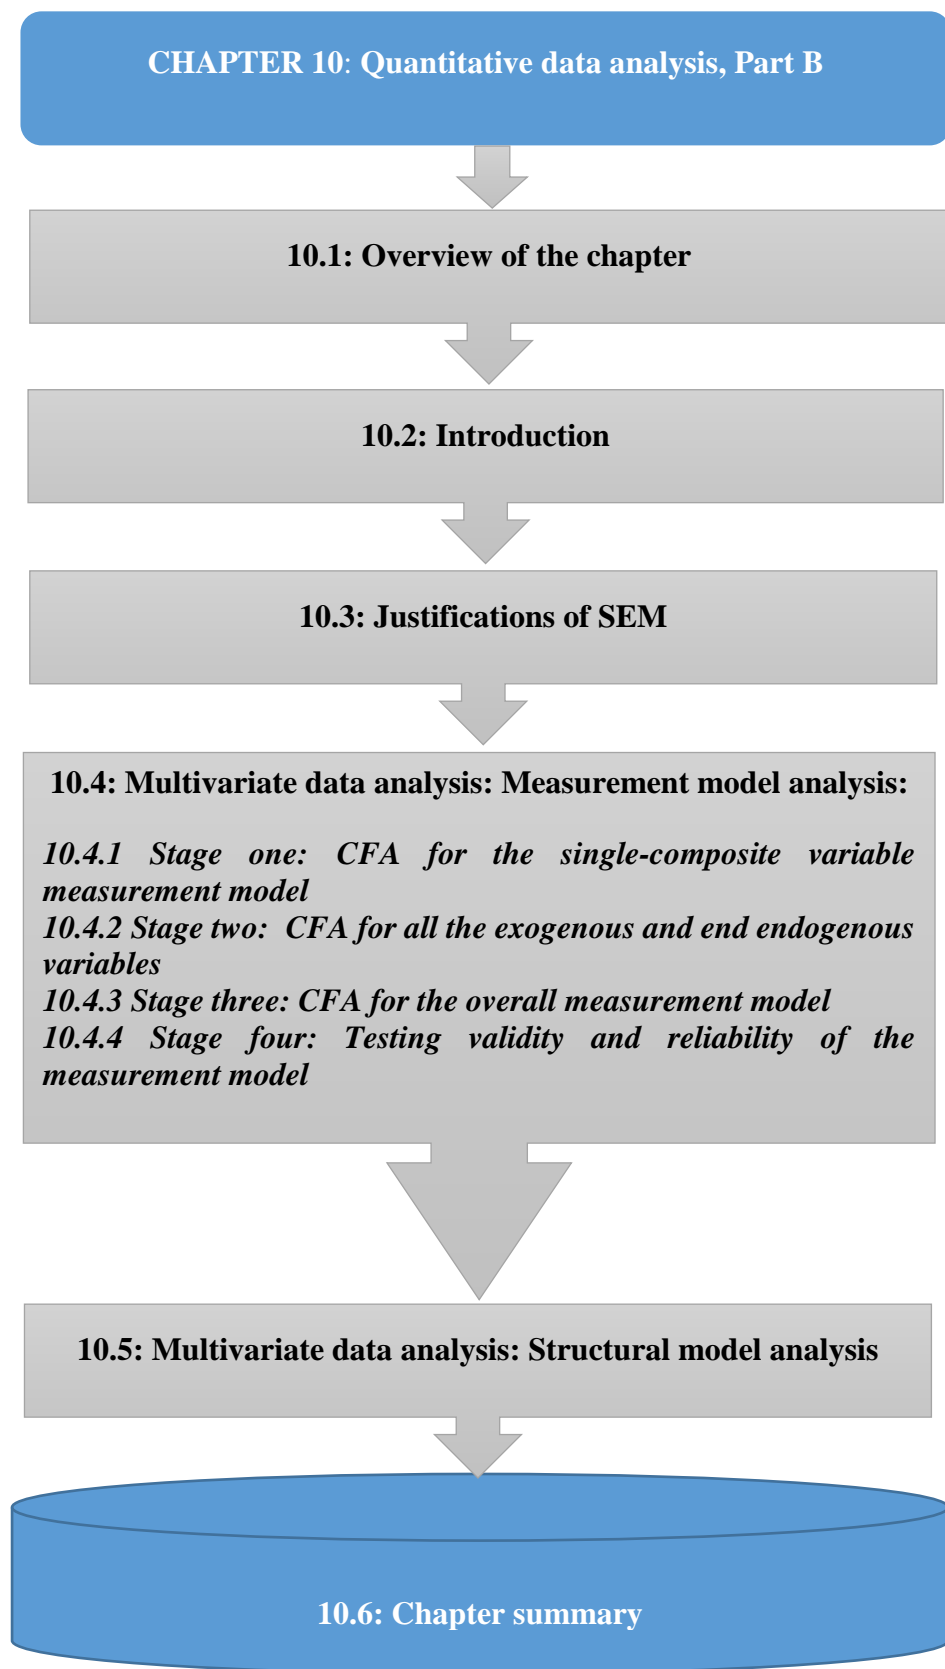 CHAPTER 10: Quantitative data analysis, Part B
10.1: Overview of the chapter
10.2: Introduction
10.3: Justifications of SEM
10.4: Multivariate data analysis: Measurement model analysis:
10.4.1 Stage one: CFA for the single-composite variable
measurement model
10.4.2 Stage two: CFA for all the exogenous and end endogenous
variables
10.4.3 Stage three: CFA for the overall measurement model
10.4.4 Stage four: Testing validity and reliability of the
measurement model
10.5: Multivariate data analysis: Structural model analysis
10.6: Chapter summary